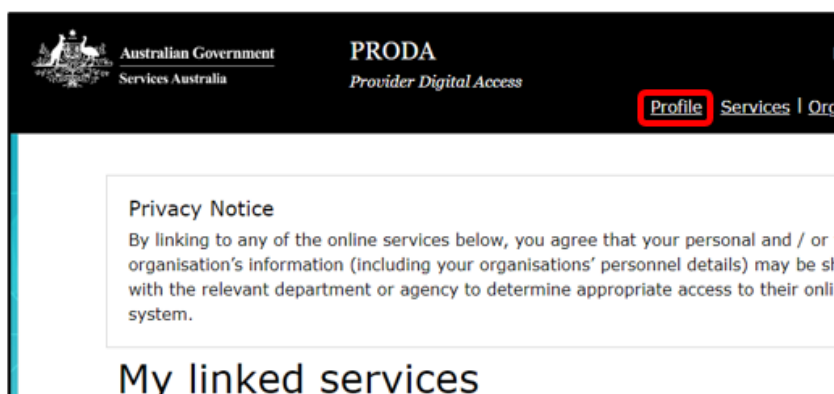 Australian Government
Services Australia
PRODA
Provider Digital Access
Profile Services | Org
Privacy Notice
By linking to any of the online services below, you agree that your personal and / or
organisation's information (including your organisations' personnel details) may be sh
with the relevant department or agency to determine appropriate access to their onli
system.
My linked services